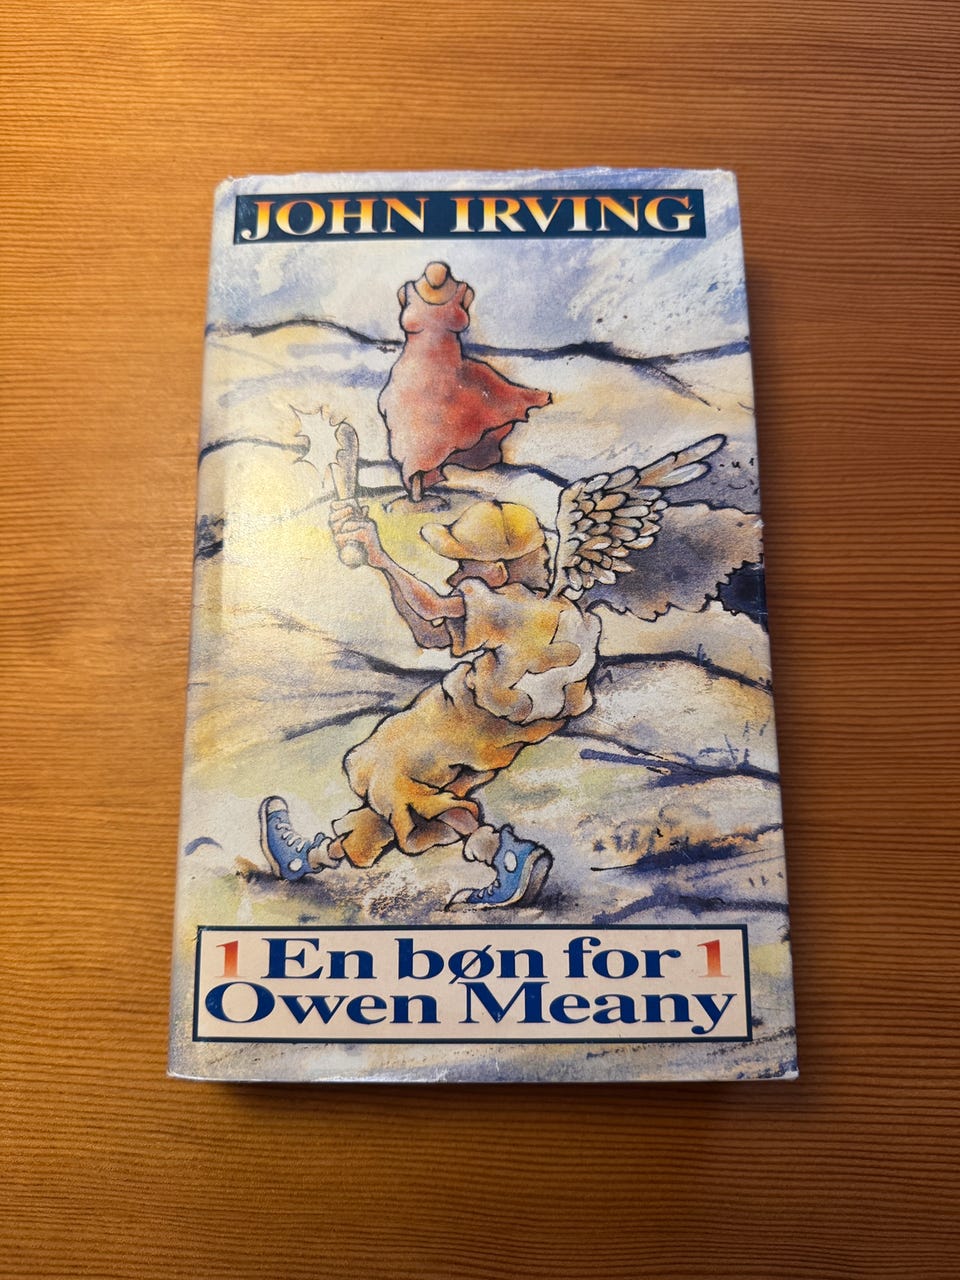 JOHN IRVING
1 En bøn for 1
Owen Meany